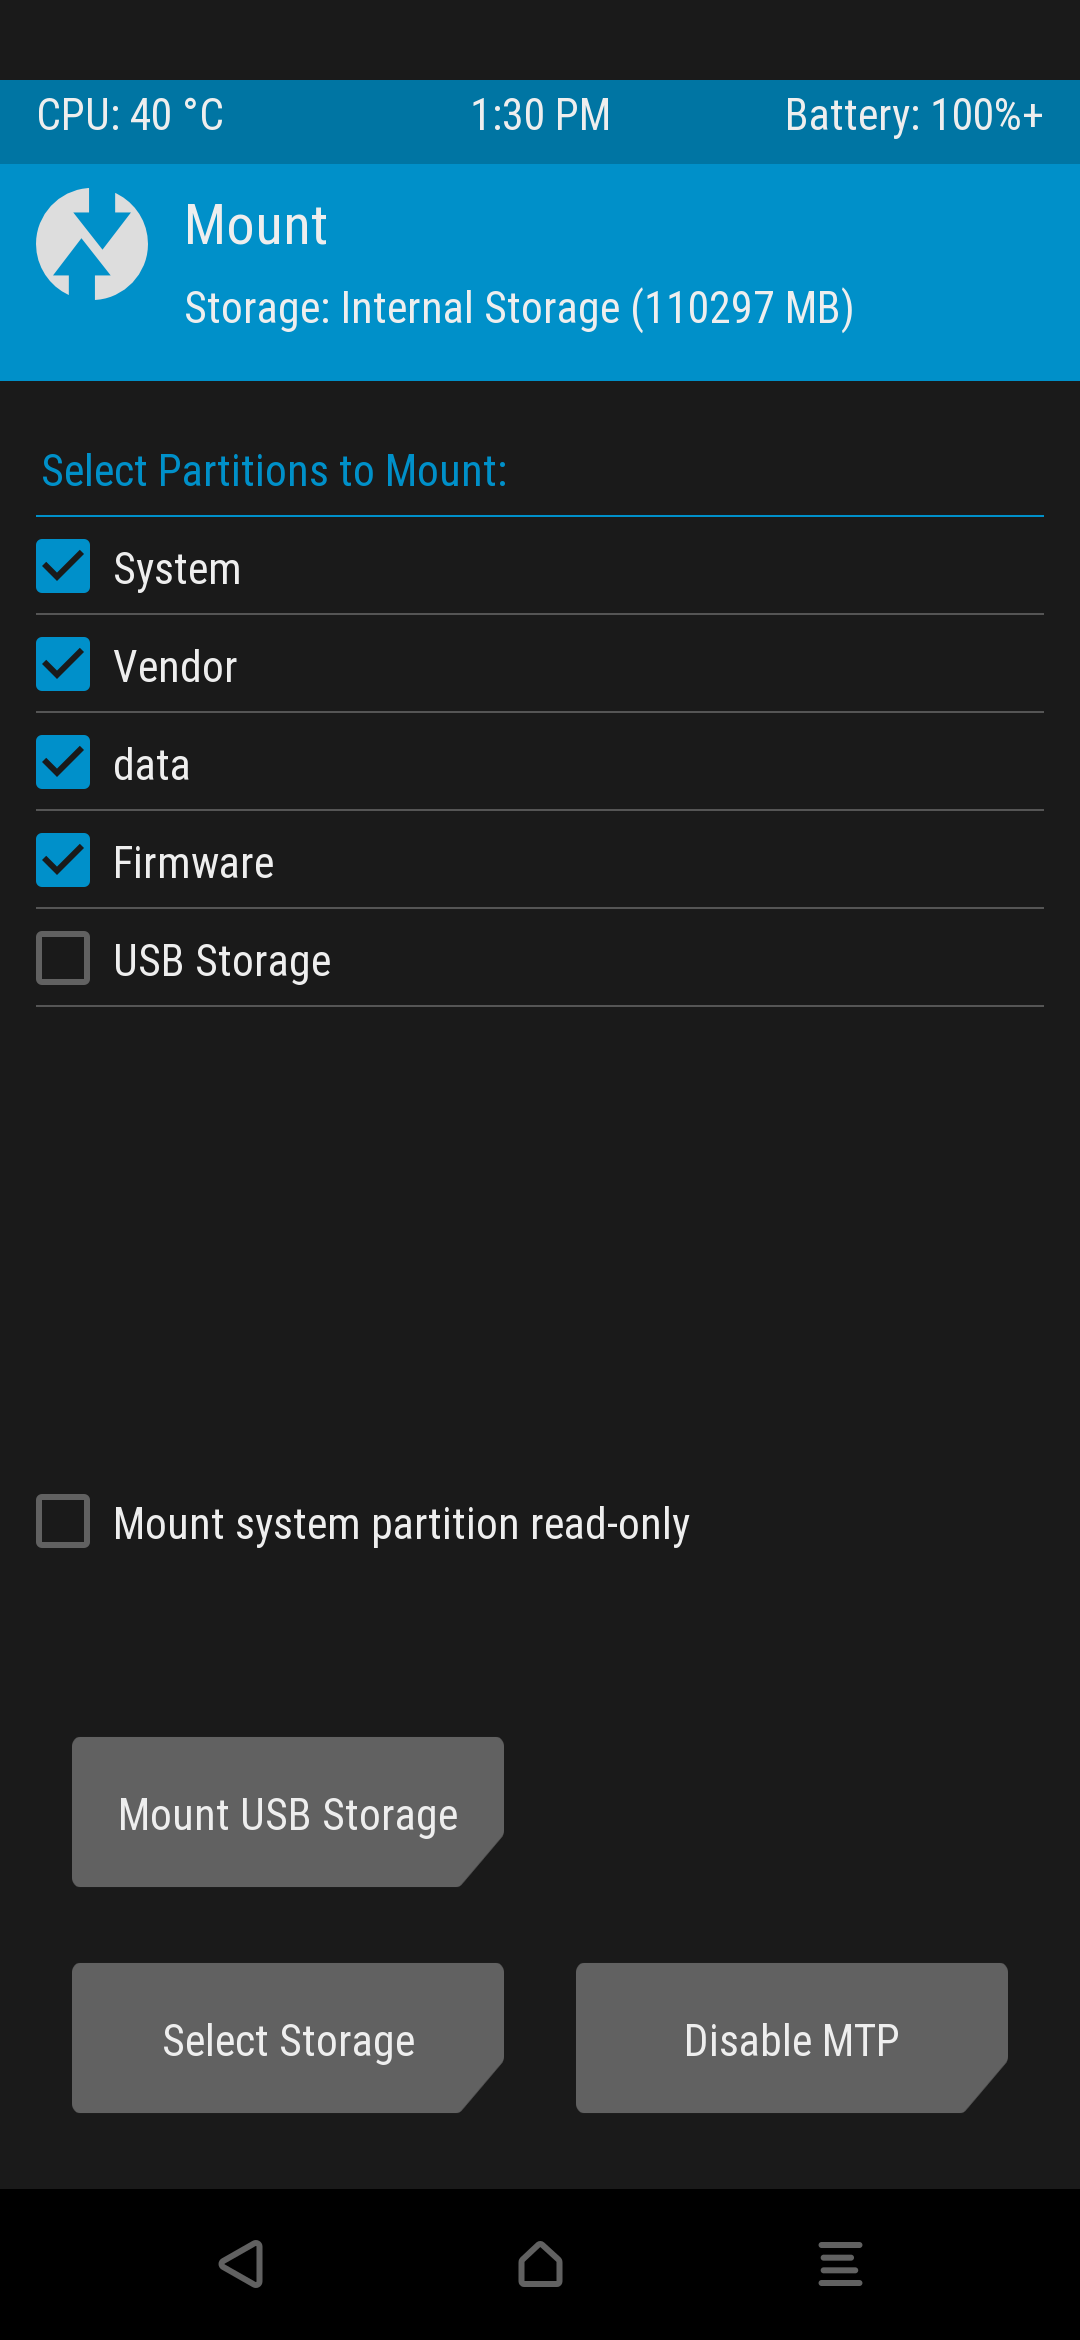 CPU: 40 °C 1:30 PM Battery: 100%+
Mount
Storage: Internal Storage (110297 MB)
Select Partitions to Mount:
System
Vendor
data
Firmware
USB Storage
Mount system partition read-only
Mount USB Storage
Select Storage Disable MTP